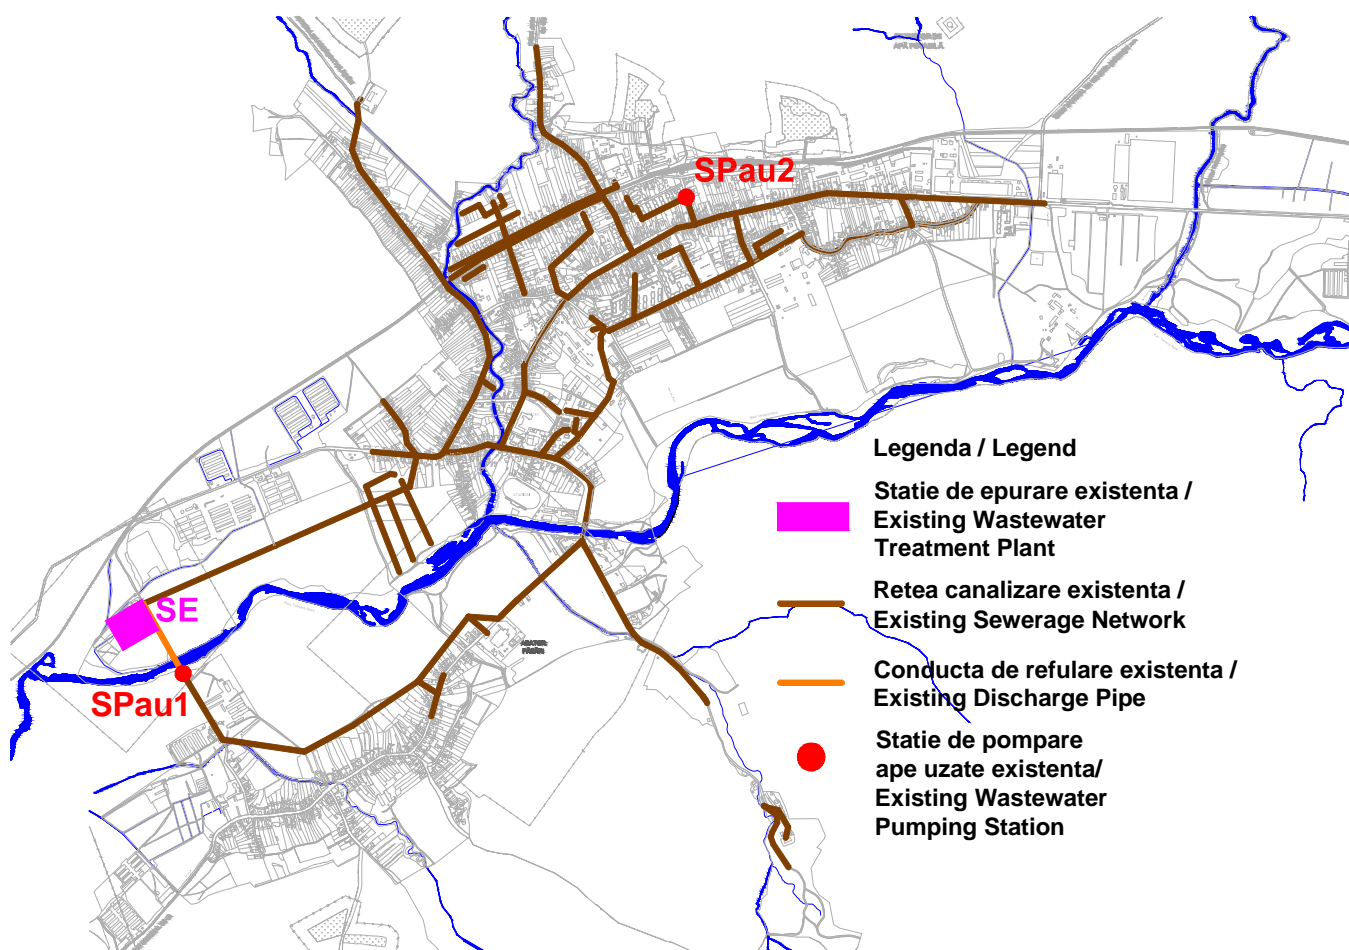 SPau2
Legenda / Legend
Statie de epurare existenta /
Existing Wastewater
Treatment Plant
Retea canalizare existenta /
Existing Sewerage Network
SE
SPau1
Conducta de refulare existenta /
Existing Discharge Pipe
Statie de pompare
ape uzate existenta/
Existing Wastewater
Pumping Station